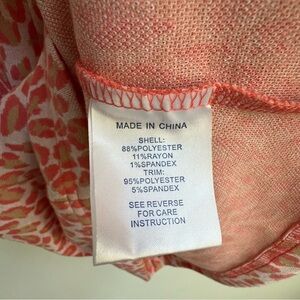 MADE IN CHINA
SHELL:
88%POLYESTER
11%RAYON
1%SPANDEX
TRIM:
95%POLYESTER
5%SPANDEX
SEE REVERSE
FOR CARE
INSTRUCTION